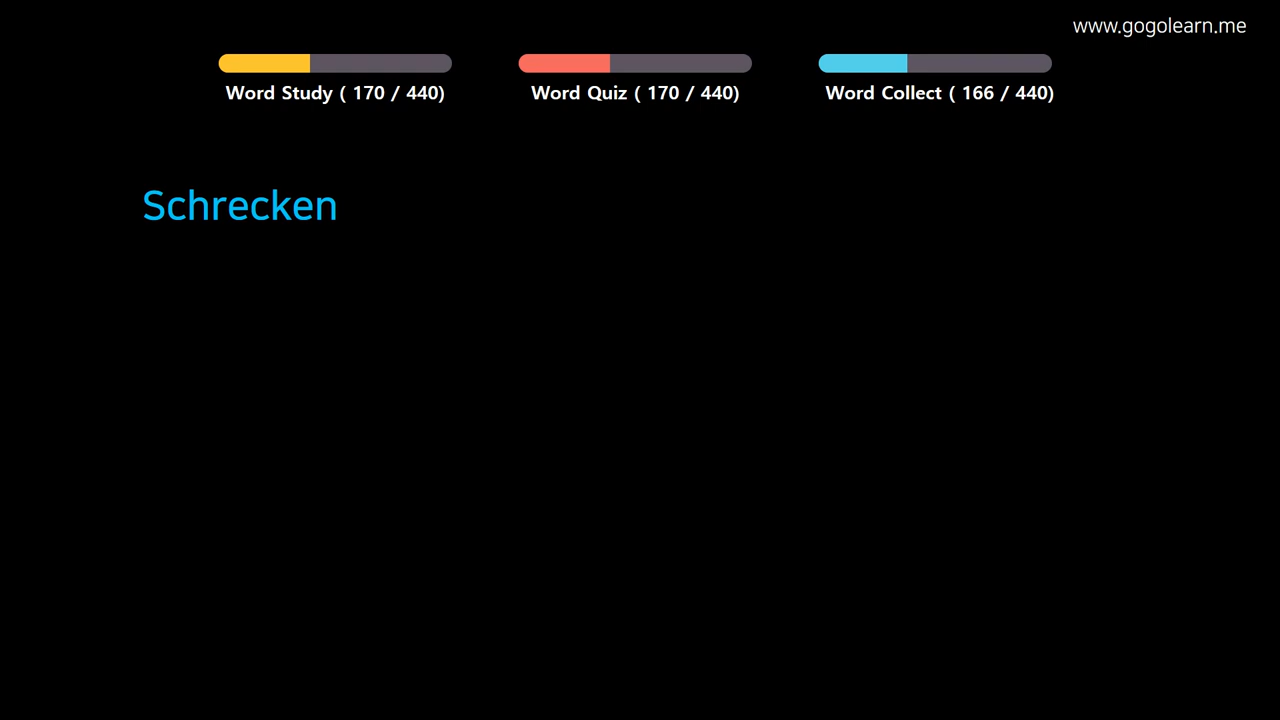 www.gogolearn.me
Word Study ( 170 / 440)
Word Quiz ( 170 / 440)
Word Collect ( 166 / 440)
Schrecken